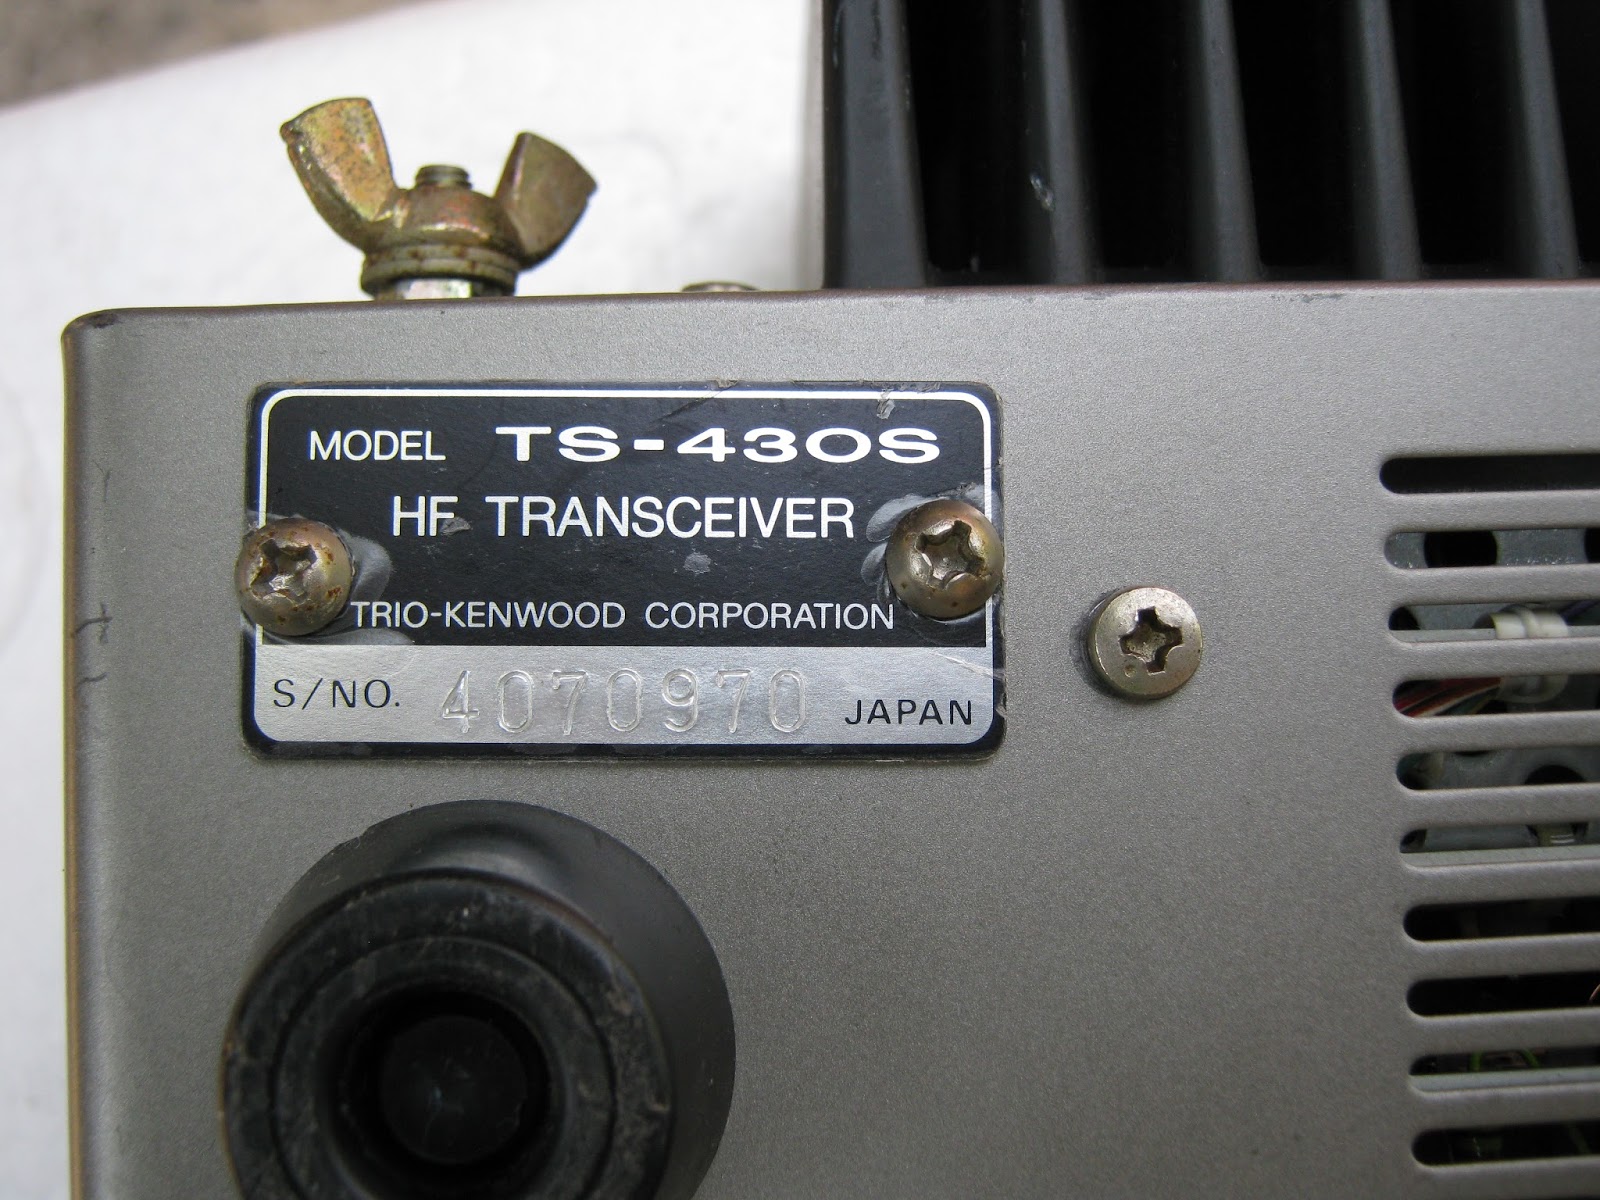 MODEL TS-430S
HF TRANSCEIVER
TRIO-KENWOOD CORPORATION
S/NO. 4070970 JAPAN